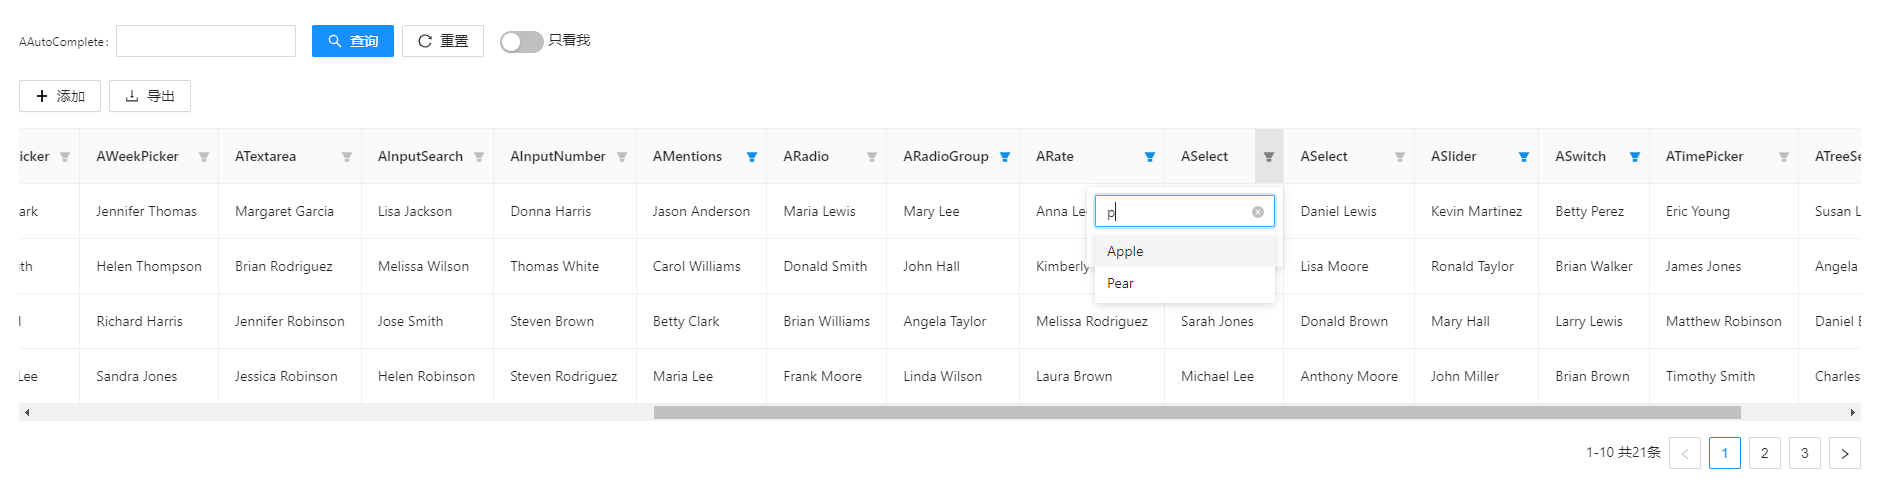 AAutoComplete: 查询 重置 只看我
添加 导出
icker AWeekPicker ATextarea AInputSearch AInputNumber AMentions ARadio ARadioGroup ARate ASelect ASelect ASlider ASwitch ATimePicker ATreeSe
ark Jennifer Thomas Margaret Garcia Lisa Jackson Donna Harris Jason Anderson Maria Lewis Mary Lee Anna Le p Daniel Lewis Kevin Martinez Betty Perez Eric Young Susan L
Apple
th Helen Thompson Brian Rodriguez Melissa Wilson Thomas White Carol Williams Donald Smith John Hall Kimberly Lisa Moore Ronald Taylor Brian Walker James Jones Angela
Pear
l Richard Harris Jennifer Robinson Jose Smith Steven Brown Betty Clark Brian Williams Angela Taylor Melissa Rodriguez Sarah Jones Donald Brown Mary Hall Larry Lewis Matthew Robinson Daniel
Lee Sandra Jones Jessica Robinson Helen Robinson Steven Rodriguez Maria Lee Frank Moore Linda Wilson Laura Brown Michael Lee Anthony Moore John Miller Brian Brown Timothy Smith Charles
1-10 共21条 < 1 2 3 >